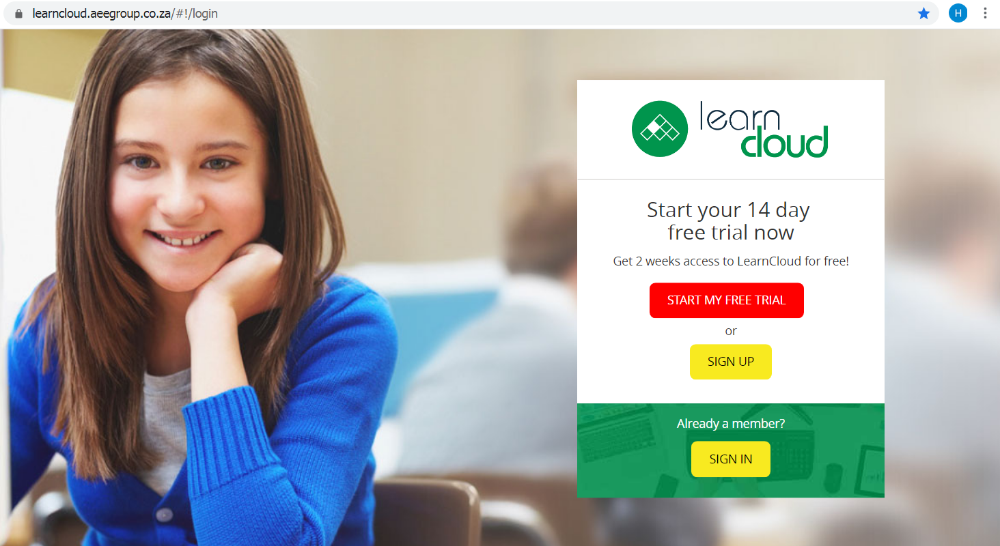 learncloud.aeegroup.co.za/#!/login
H
learn
cloud
Start your 14 day
free trial now
Get 2 weeks access to LearnCloud for free!
START MY FREE TRIAL
or
SIGN UP
Already a member?
SIGN IN